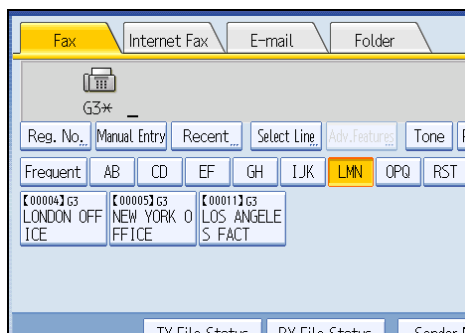 Fax Internet Fax E-mail Folder
G3* _
Reg. No. Manual Entry Recent Select Line Adv.Features Tone
Frequent AB CD EF GH IJK LMN OPQ RST
【00004】G3 【00005】G3 【00011】G3
LONDON OFF NEW YORK O LOS ANGELE
ICE FFICE S FACT
TX File Status RX File Status Sender